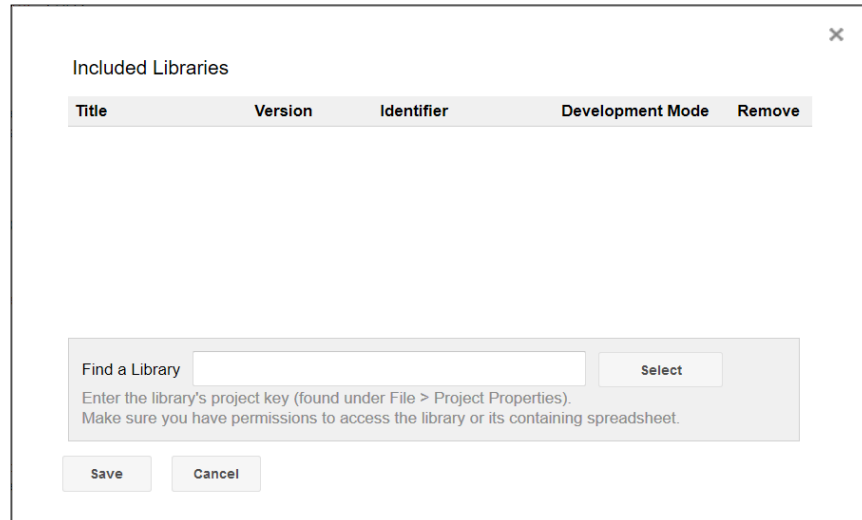 Included Libraries
Title Version Identifier Development Mode Remove
Find a Library Select
Enter the library's project key (found under File > Project Properties).
Make sure you have permissions to access the library or its containing spreadsheet.
Save Cancel